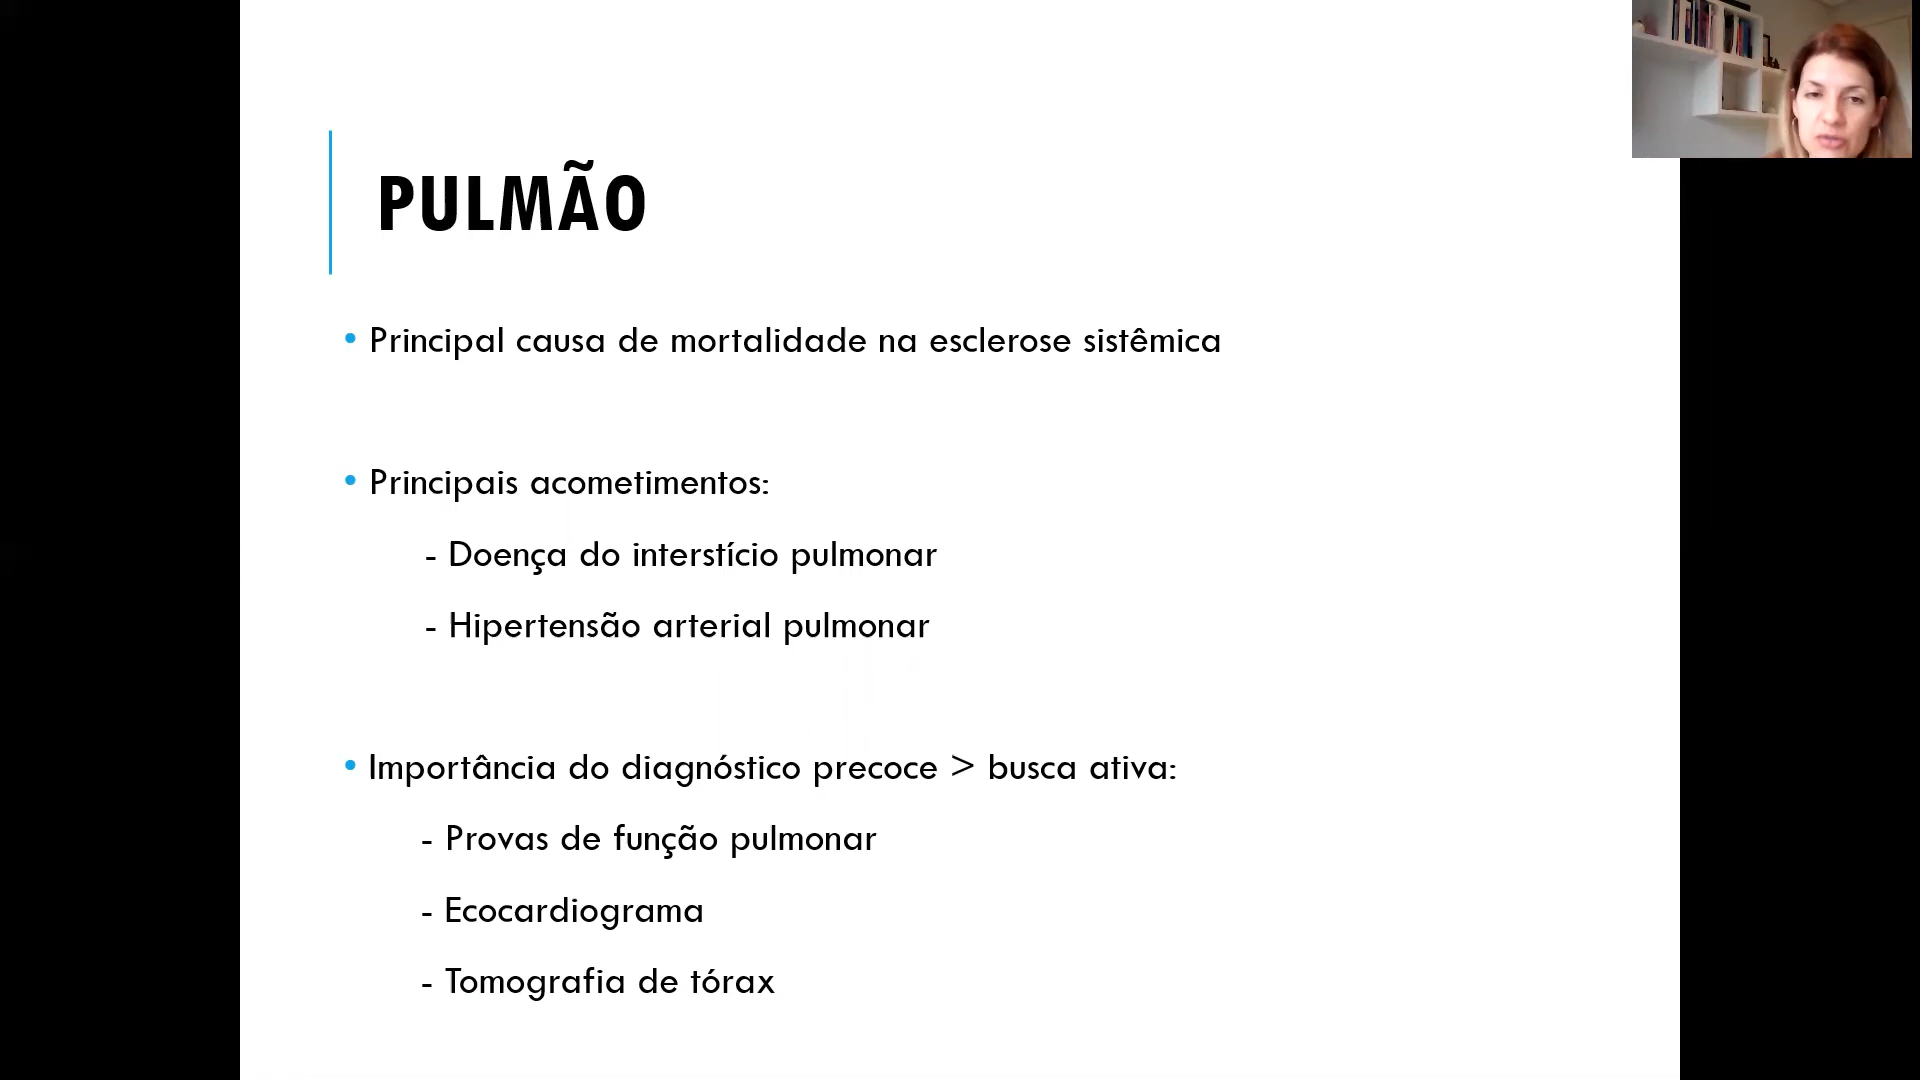 PULMÃO
• Principal causa de mortalidade na esclerose sistêmica
• Principais acometimentos:
- Doença do interstício pulmonar
- Hipertensão arterial pulmonar
• Importância do diagnóstico precoce > busca ativa:
- Provas de função pulmonar
- Ecocardiograma
- Tomografia de tórax